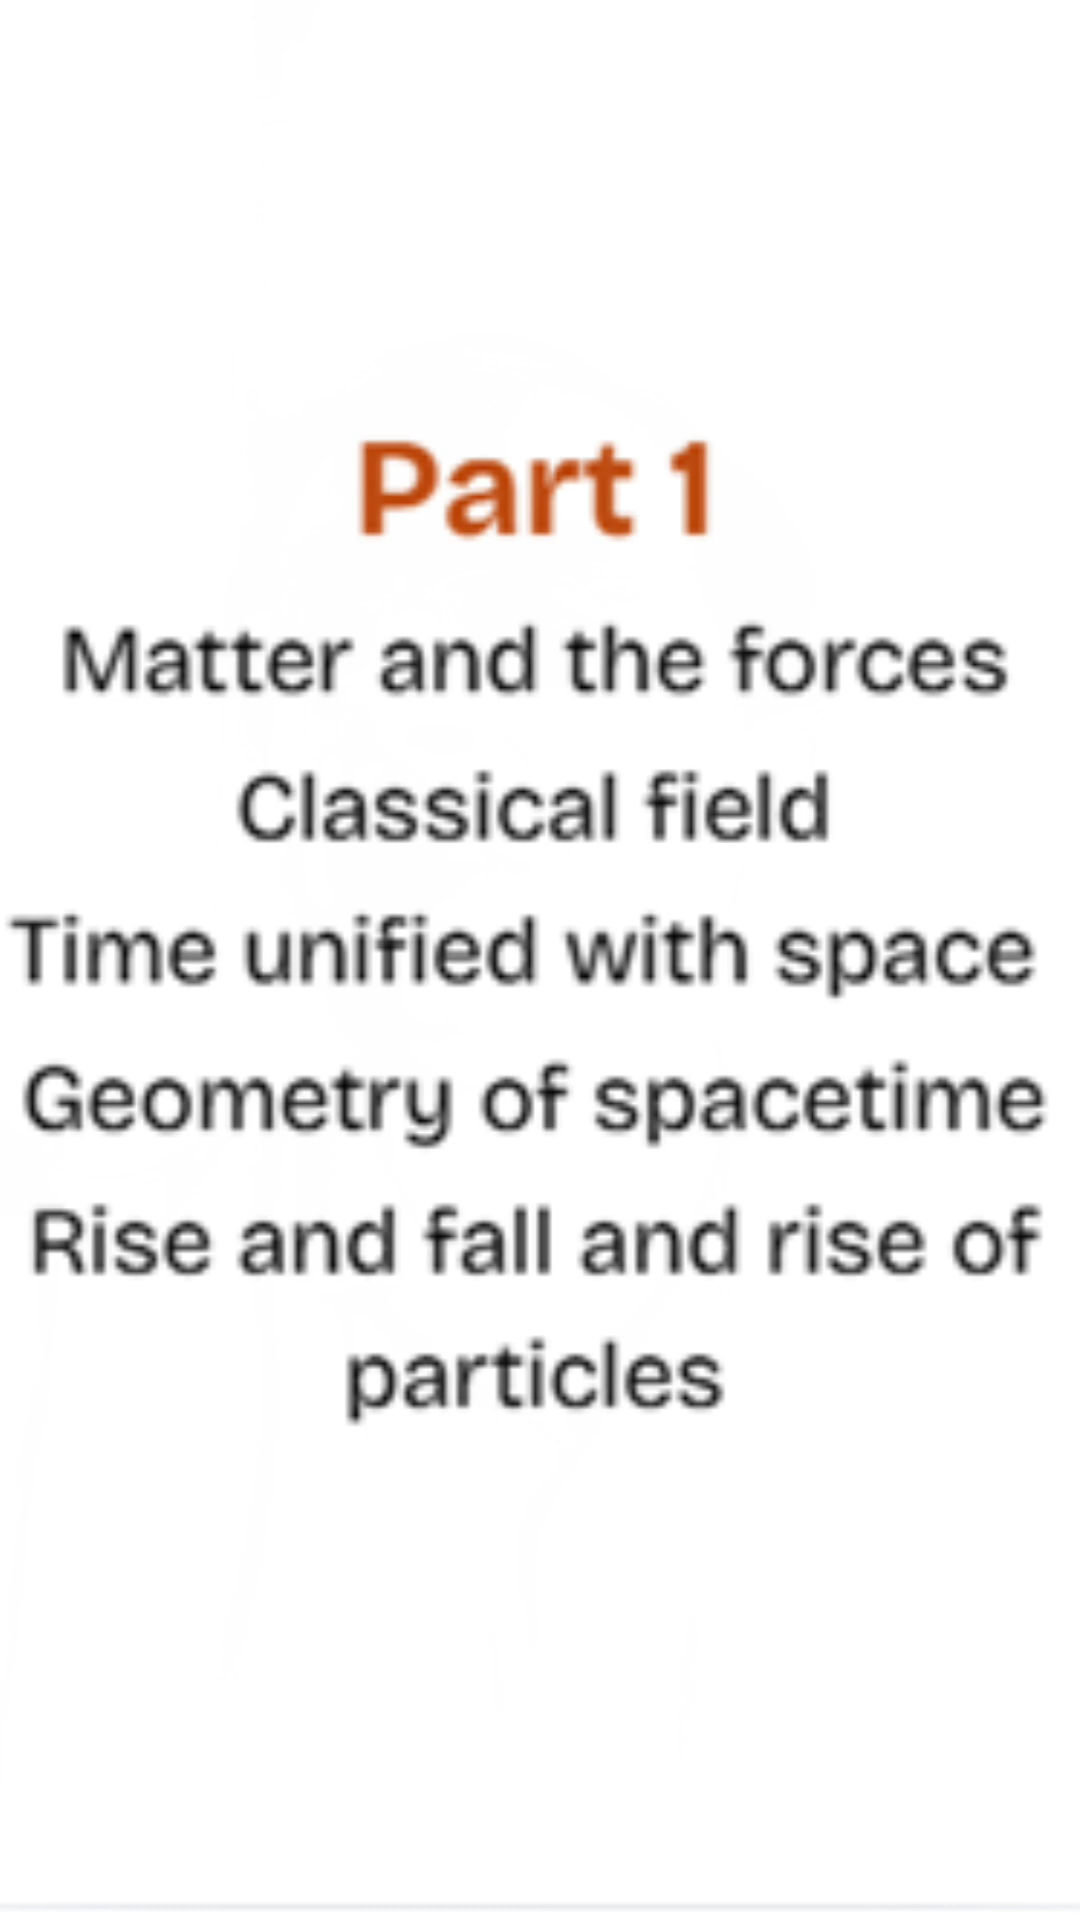 Part 1
Matter and the forces
Classical field
Time unified with space
Geometry of spacetime
Rise and fall and rise of
particles